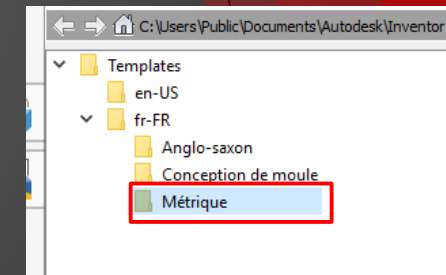 C:\Users\Public\Documents\Autodesk\Inventor
Templates
en-US
fr-FR
Anglo-saxon
Conception de moule
Métrique